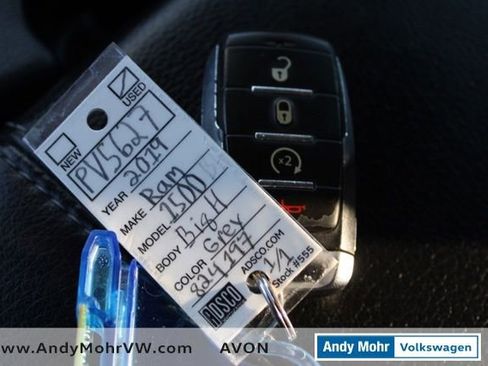 NEW
USED
PV5627
YEAR 2019
MAKE Ram
MODEL 1500
BODY Big H
COLOR Grey
824197
1/1
ADSCO
ADSCO.COM
Stock #555
x2
www.AndyMohrVW.com AVON
Andy Mohr Volkswagen